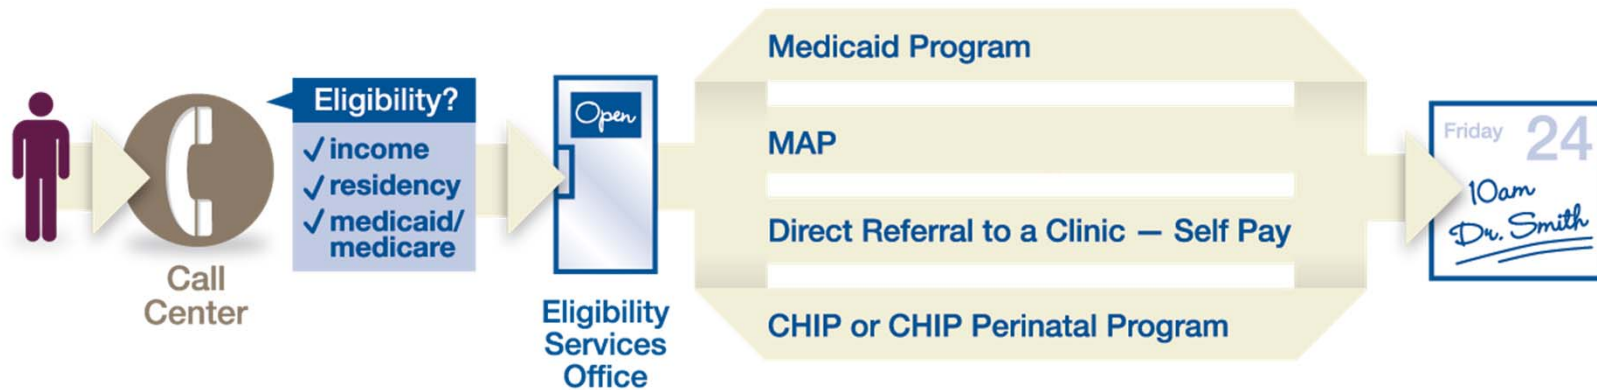 Call
Center
Eligibility?
✓ income
✓ residency
✓ medicaid/
medicare
Open
Eligibility
Services
Office
Medicaid Program
MAP
Direct Referral to a Clinic — Self Pay
CHIP or CHIP Perinatal Program
Friday 24
10am
Dr. Smith